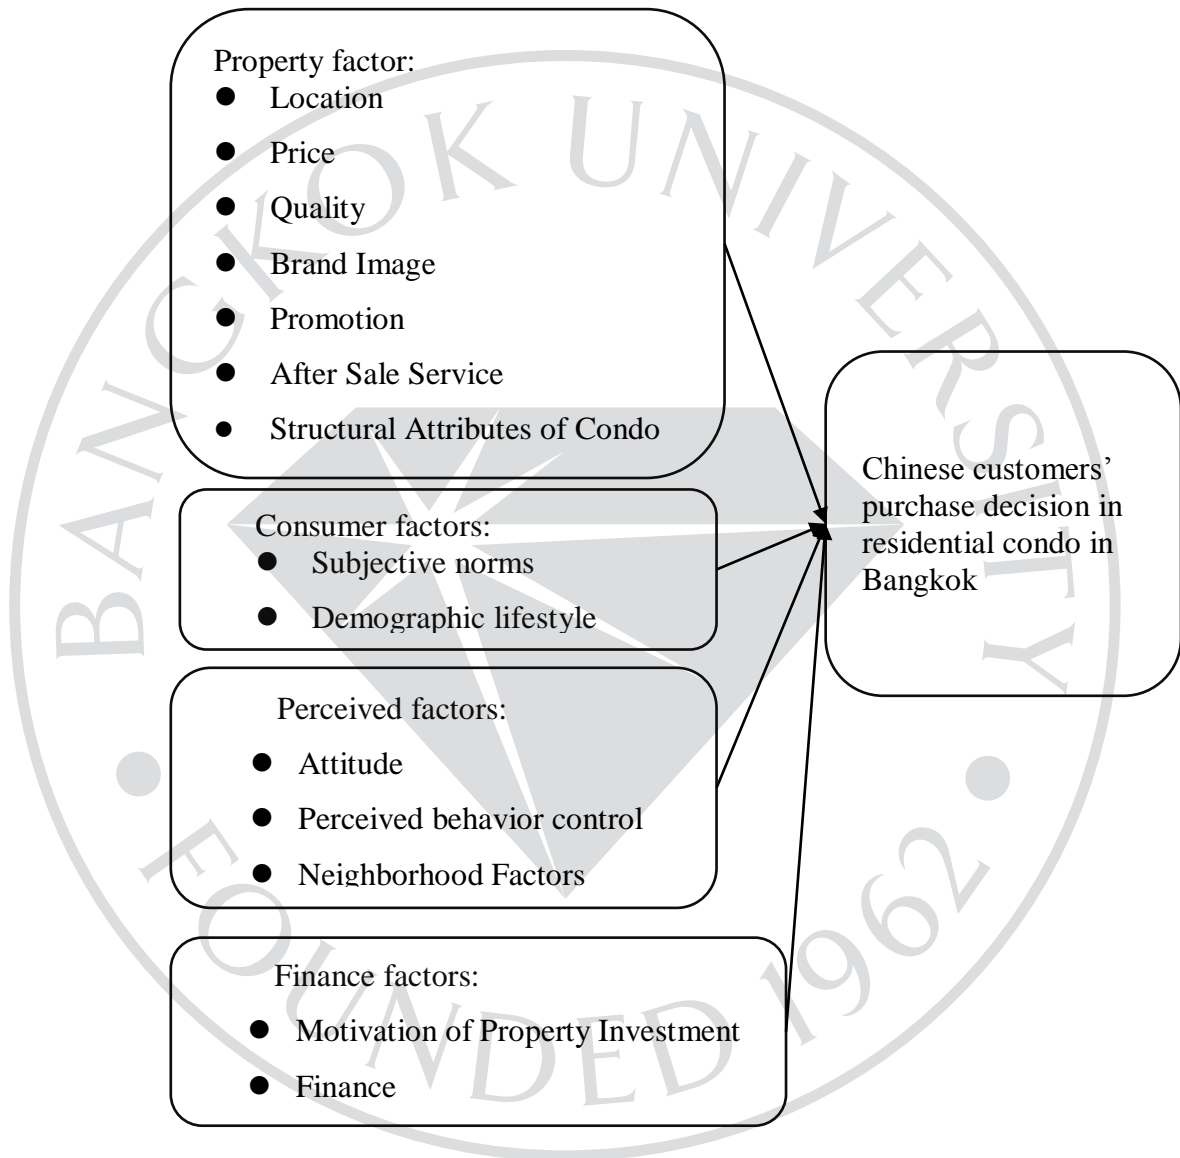 Property factor:
● Location
● Price
● Quality
● Brand Image
● Promotion
● After Sale Service
● Structural Attributes of Condo
Consumer factors:
● Subjective norms
● Demographic lifestyle
Perceived factors:
● Attitude
● Perceived behavior control
● Neighborhood Factors
Finance factors:
● Motivation of Property Investment
● Finance
Chinese customers’
purchase decision in
residential condo in
Bangkok
BANGKOK UNIVERSITY
FOUNDED 1962